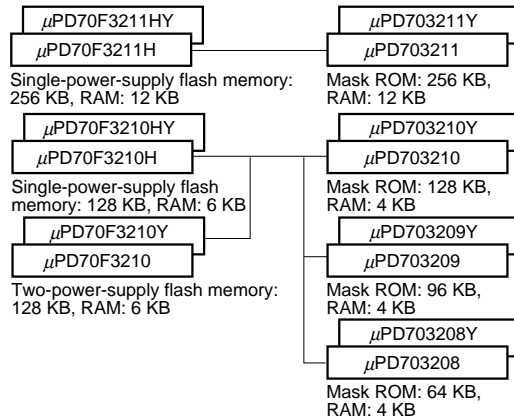 μPD70F3211HY
μPD70F3211H
Single-power-supply flash memory:
256 KB, RAM: 12 KB
μPD703211Y
μPD703211
Mask ROM: 256 KB,
RAM: 12 KB
μPD70F3210HY
μPD70F3210H
Single-power-supply flash
memory: 128 KB, RAM: 6 KB
μPD703210Y
μPD703210
Mask ROM: 128 KB,
RAM: 4 KB
μPD70F3210Y
μPD70F3210
Two-power-supply flash memory:
128 KB, RAM: 6 KB
μPD703209Y
μPD703209
Mask ROM: 96 KB,
RAM: 4 KB
μPD703208Y
μPD703208
Mask ROM: 64 KB,
RAM: 4 KB